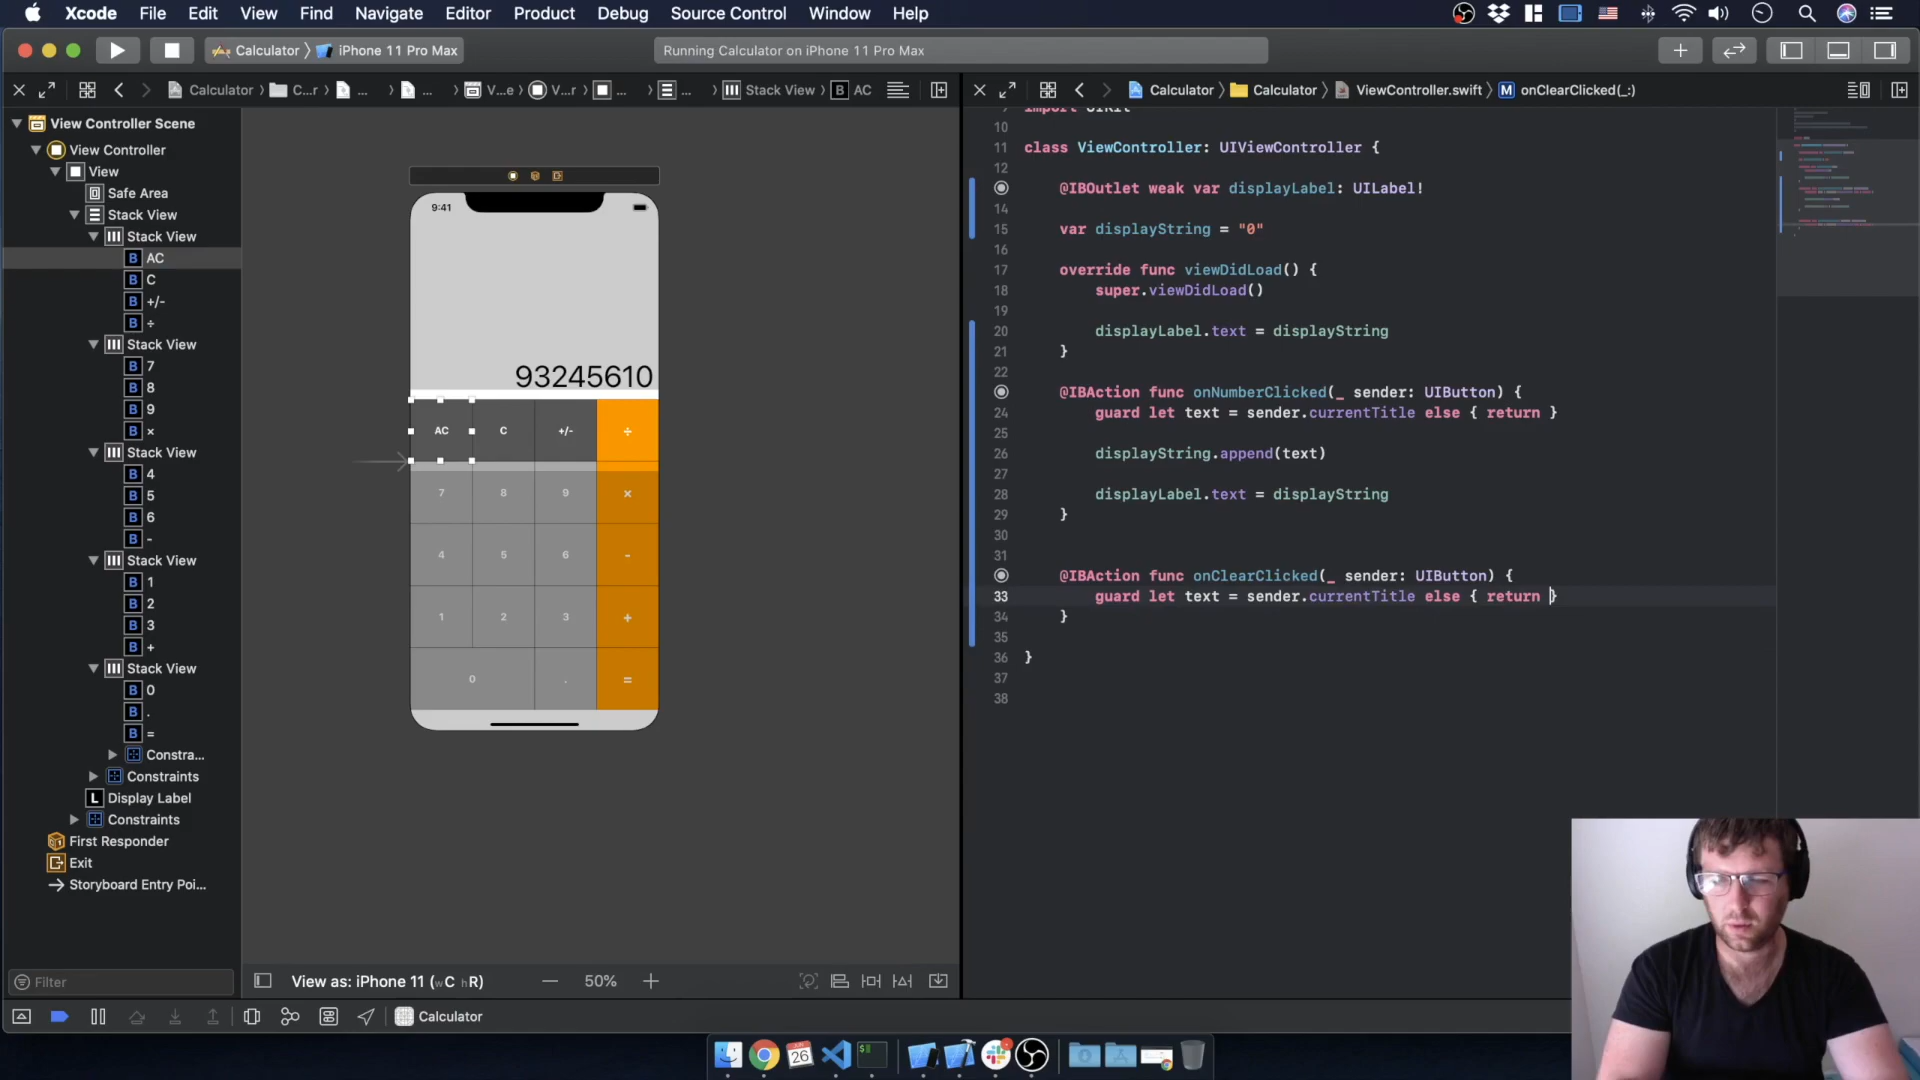 Xcode File Edit View Find Navigate Editor Product Debug Source Control Window Help
Calculator iPhone 11 Pro Max Running Calculator on iPhone 11 Pro Max
Calculator C...r ... ... V...e V...r ... ... Stack View B AC
Calculator Calculator ViewController.swift M onClearClicked(_:)
View Controller Scene
View Controller
View
Safe Area
Stack View
Stack View
B AC
B C
B +/-
B ÷
Stack View
B 7
B 8
B 9
B ×
Stack View
B 4
B 5
B 6
B -
Stack View
B 1
B 2
B 3
B +
Stack View
B 0
B .
B =
Constra...
Constraints
L Display Label
Constraints
First Responder
Exit
Storyboard Entry Poi...
Filter
9:41
93245610
AC C +/- ÷
7 8 9 ×
4 5 6 -
1 2 3 +
0 . =
View as: iPhone 11 (wC hR)
50%
import UIKit
10
11 class ViewController: UIViewController {
12
@IBOutlet weak var displayLabel: UILabel!
14
15 var displayString = "0"
16
17 override func viewDidLoad() {
18 super.viewDidLoad()
19
20 displayLabel.text = displayString
21 }
22
@IBAction func onNumberClicked(_ sender: UIButton) {
24 guard let text = sender.currentTitle else { return }
25
26 displayString.append(text)
27
28 displayLabel.text = displayString
29 }
30
31
@IBAction func onClearClicked(_ sender: UIButton) {
33 guard let text = sender.currentTitle else { return }
34 }
35
36 }
37
38
Calculator
JUN
26
$